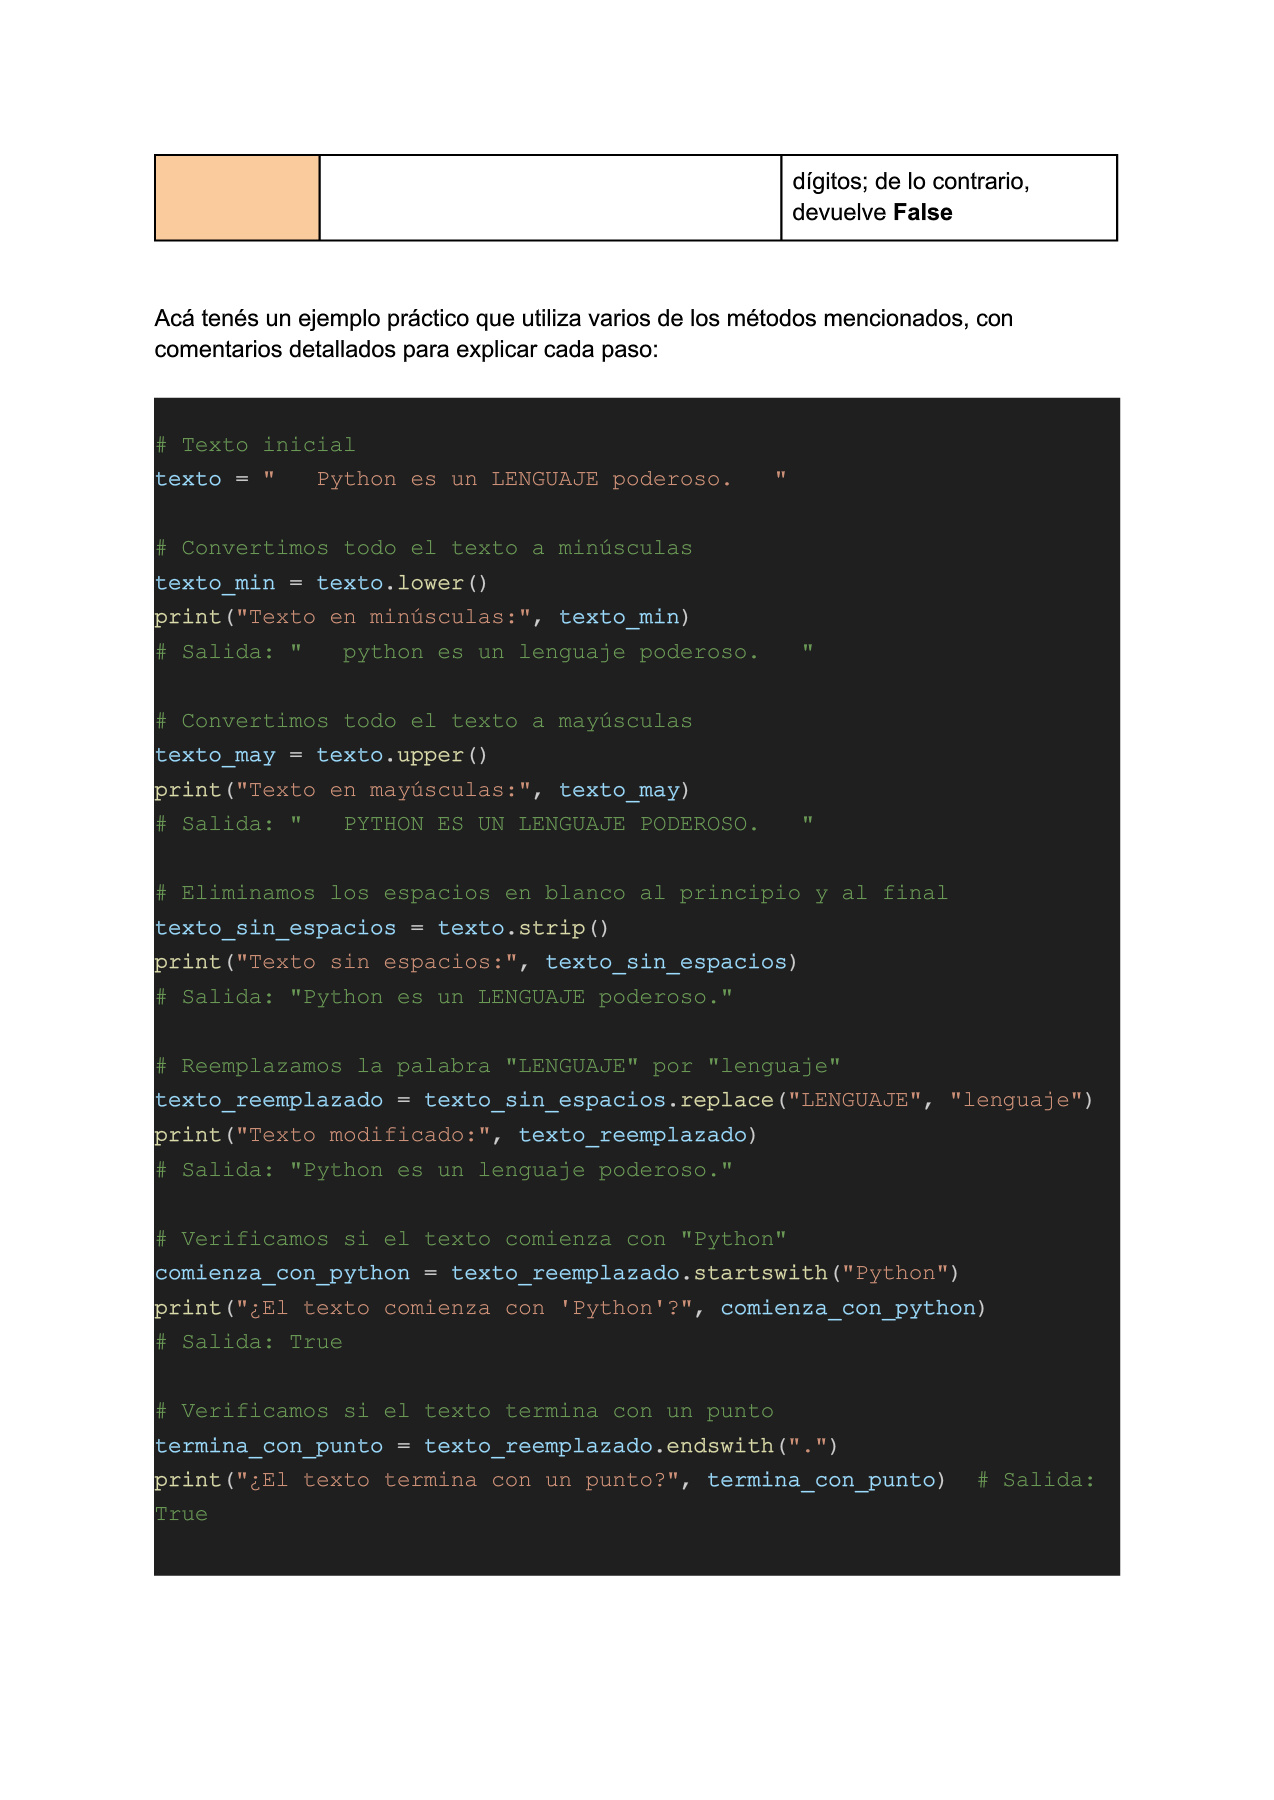 dígitos; de lo contrario,
devuelve False
Acá tenés un ejemplo práctico que utiliza varios de los métodos mencionados, con
comentarios detallados para explicar cada paso:
# Texto inicial
texto = "   Python es un LENGUAJE poderoso.   "
# Convertimos todo el texto a minúsculas
texto_min = texto.lower()
print("Texto en minúsculas:", texto_min)
# Salida: "   python es un lenguaje poderoso.   "
# Convertimos todo el texto a mayúsculas
texto_may = texto.upper()
print("Texto en mayúsculas:", texto_may)
# Salida: "   PYTHON ES UN LENGUAJE PODEROSO.   "
# Eliminamos los espacios en blanco al principio y al final
texto_sin_espacios = texto.strip()
print("Texto sin espacios:", texto_sin_espacios)
# Salida: "Python es un LENGUAJE poderoso."
# Reemplazamos la palabra "LENGUAJE" por "lenguaje"
texto_reemplazado = texto_sin_espacios.replace("LENGUAJE", "lenguaje")
print("Texto modificado:", texto_reemplazado)
# Salida: "Python es un lenguaje poderoso."
# Verificamos si el texto comienza con "Python"
comienza_con_python = texto_reemplazado.startswith("Python")
print("¿El texto comienza con 'Python'?", comienza_con_python)
# Salida: True
# Verificamos si el texto termina con un punto
termina_con_punto = texto_reemplazado.endswith(".")
print("¿El texto termina con un punto?", termina_con_punto)  # Salida:
True